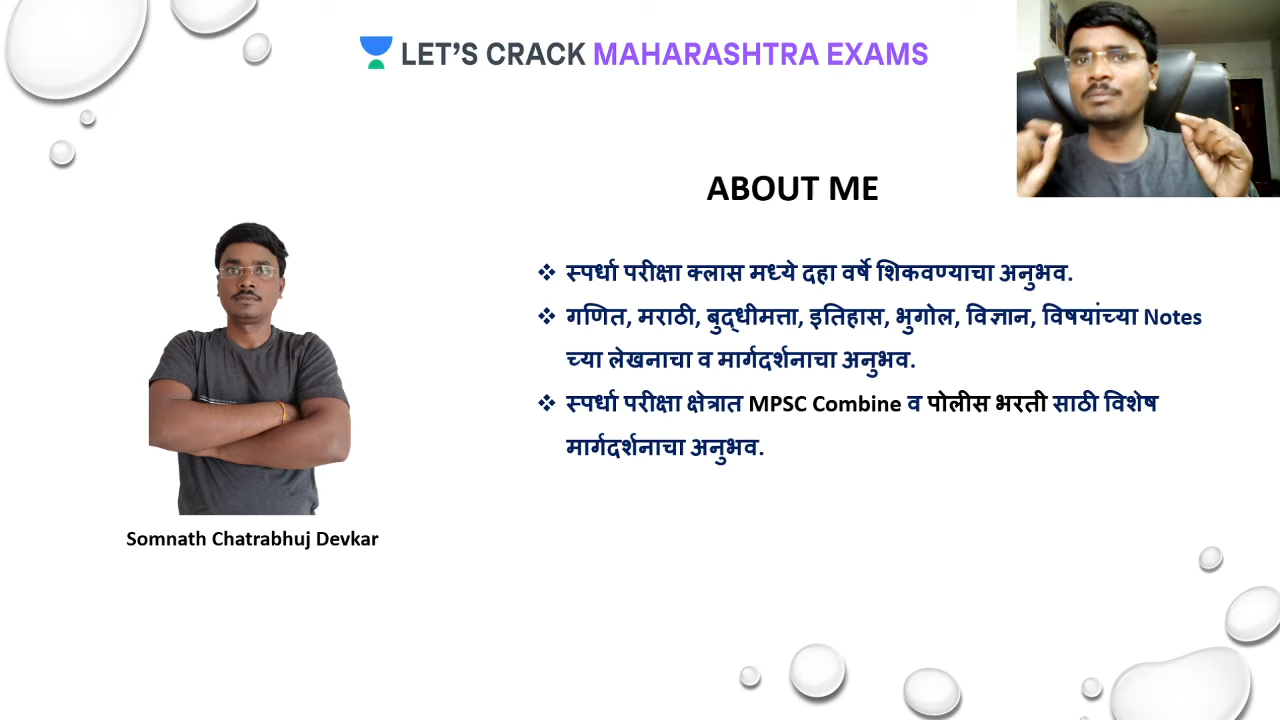 LET'S CRACK MAHARASHTRA EXAMS
ABOUT ME
❖ स्पर्धा परीक्षा क्लास मध्ये दहा वर्षे शिकवण्याचा अनुभव.
❖ गणित, मराठी, बुद्धीमत्ता, इतिहास, भुगोल, विज्ञान, विषयांच्या Notes
च्या लेखनाचा व मार्गदर्शनाचा अनुभव.
❖ स्पर्धा परीक्षा क्षेत्रात MPSC Combine व पोलीस भरती साठी विशेष
मार्गदर्शनाचा अनुभव.
Somnath Chatrabhuj Devkar